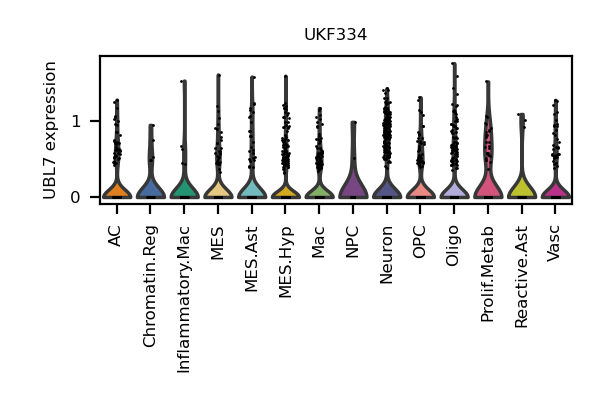 UKF334
UBL7 expression
1
0
AC
Chromatin.Reg
Inflammatory.Mac
MES
MES.Ast
MES.Hyp
Mac
NPC
Neuron
OPC
Oligo
Prolif.Metab
Reactive.Ast
Vasc